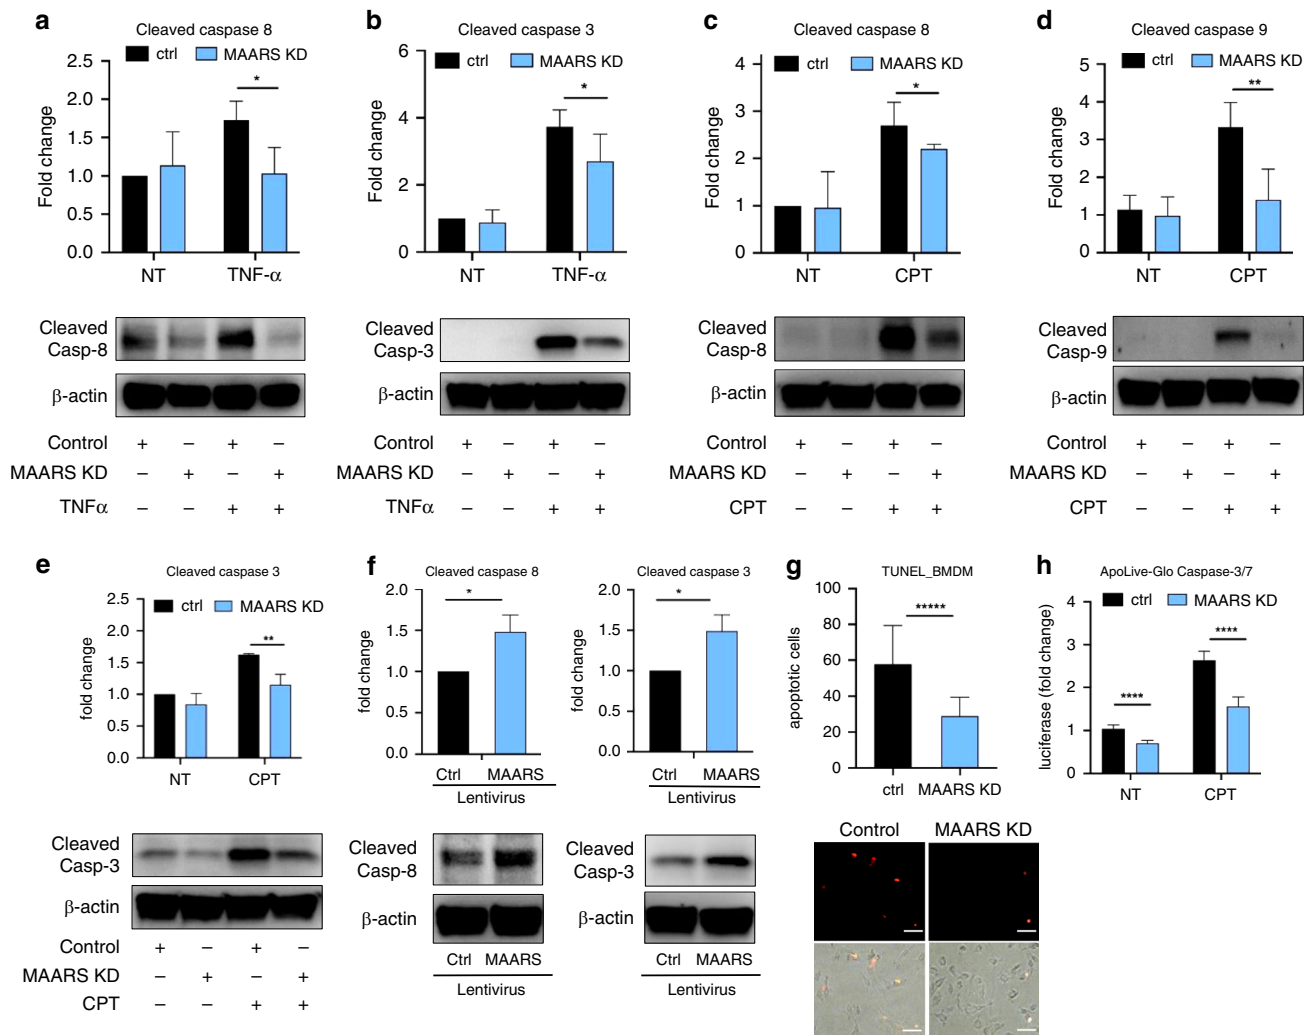 a
Cleaved caspase 8
ctrl MAARS KD
Fold change
2.5
2.0
1.5
1.0
0.5
0.0
*
NT TNF-α
Cleaved
Casp-8
β-actin
Control + – + –
MAARS KD – + – +
TNFα – – + +
b
Cleaved caspase 3
ctrl MAARS KD
Fold change
6
4
2
0
*
NT TNF-α
Cleaved
Casp-3
β-actin
Control + – + –
MAARS KD – – – +
TNFα – – + +
c
Cleaved caspase 8
ctrl MAARS KD
Fold change
4
3
2
1
0
*
NT CPT
Cleaved
Casp-8
β-actin
Control + – + –
MAARS KD – + – +
CPT – – + +
d
Cleaved caspase 9
ctrl MAARS KD
Fold change
5
4
3
2
1
0
**
NT CPT
Cleaved
Casp-9
β-actin
Control + – + –
MAARS KD – + – +
CPT – – + +
e
Cleaved caspase 3
ctrl MAARS KD
fold change
2.5
2.0
1.5
1.0
0.5
0.0
**
NT CPT
Cleaved
Casp-3
β-actin
Control + – + –
MAARS KD – + – +
CPT – – + +
f
Cleaved caspase 8
fold change
2.0
1.5
1.0
0.5
0.0
*
Ctrl MAARS
Lentivirus
Cleaved
Casp-8
β-actin
Ctrl MAARS
Lentivirus
Cleaved caspase 3
fold change
2.0
1.5
1.0
0.5
0.0
*
Ctrl MAARS
Lentivirus
Cleaved
Casp-3
β-actin
Ctrl MAARS
Lentivirus
g
TUNEL_BMDM
apoptotic cells
100
80
60
40
20
0
*****
ctrl MAARS KD
Control MAARS KD
h
ApoLive-Glo Caspase-3/7
ctrl MAARS KD
luciferase (fold change)
4
3
2
1
0
****
****
NT CPT